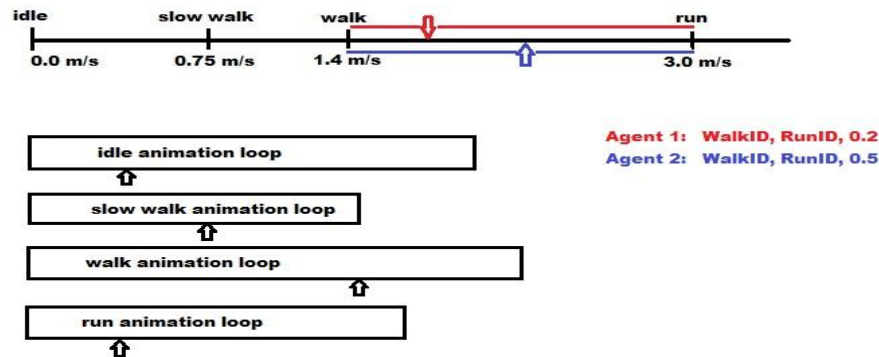 idle slow walk walk run
0.0 m/s 0.75 m/s 1.4 m/s 3.0 m/s
Agent 1: WalkID, RunID, 0.2
Agent 2: WalkID, RunID, 0.5
idle animation loop
slow walk animation loop
walk animation loop
run animation loop